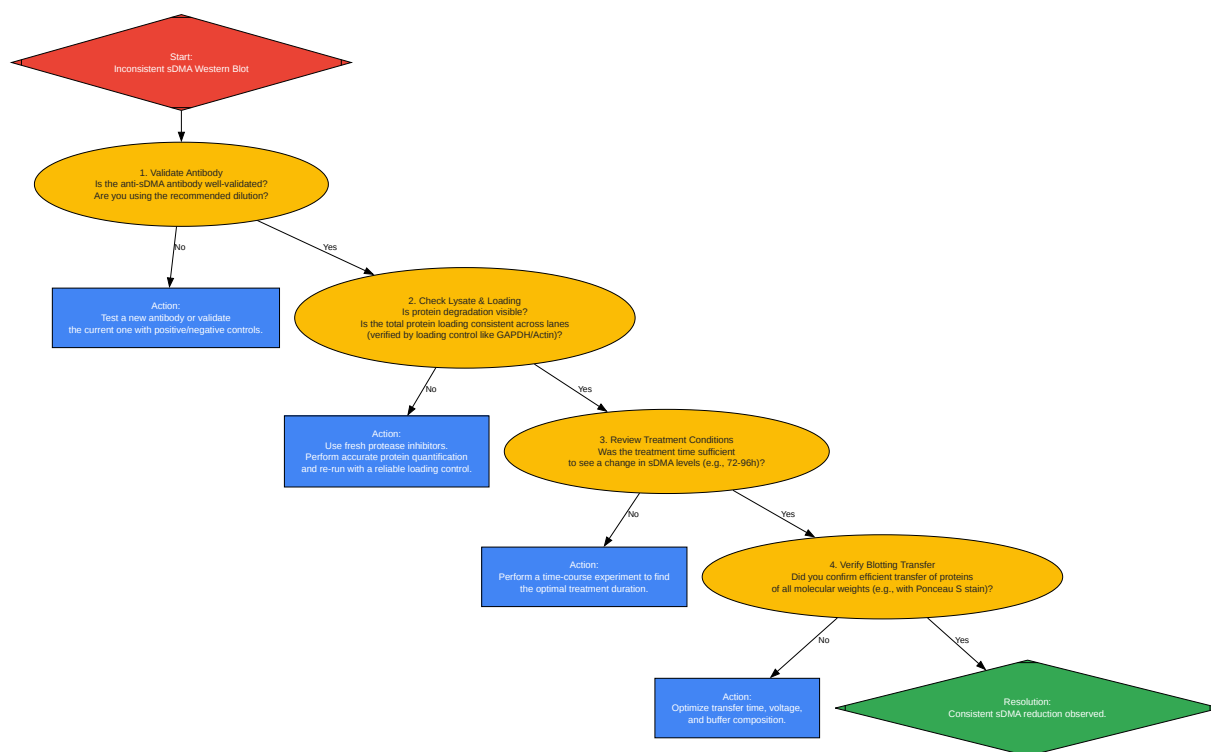 Start:
Inconsistent sDMA Western Blot
1. Validate Antibody
Is the anti-sDMA antibody well-validated?
Are you using the recommended dilution?
No
Yes
Action:
Test a new antibody or validate
the current one with positive/negative controls.
2. Check Lysate & Loading
Is protein degradation visible?
Is the total protein loading consistent across lanes
(verified by loading control like GAPDH/Actin)?
No
Yes
Action:
Use fresh protease inhibitors.
Perform accurate protein quantification
and re-run with a reliable loading control.
3. Review Treatment Conditions
Was the treatment time sufficient
to see a change in sDMA levels (e.g., 72-96h)?
No
Yes
Action:
Perform a time-course experiment to find
the optimal treatment duration.
4. Verify Blotting Transfer
Did you confirm efficient transfer of proteins
of all molecular weights (e.g., with Ponceau S stain)?
No
Yes
Action:
Optimize transfer time, voltage,
and buffer composition.
Resolution:
Consistent sDMA reduction observed.